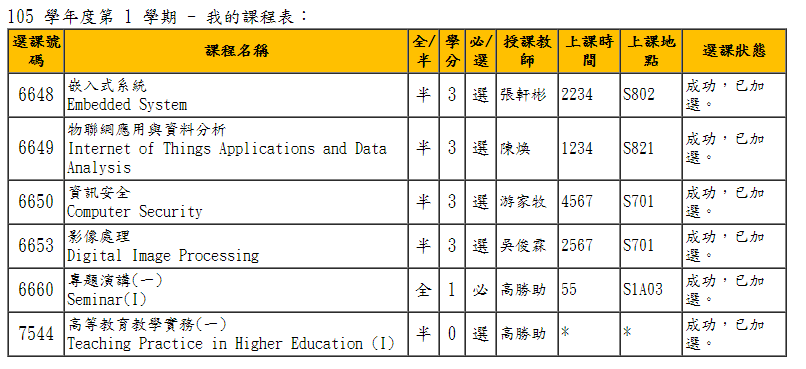 105 學年度第 1 學期 - 我的課程表：
選課號碼 課程名稱 全/半 學分 必/選 授課教師 上課時間 上課地點 選課狀態
6648 嵌入式系統 Embedded System 半 3 選 張軒彬 2234 S802 成功，已加選。
6649 物聯網應用與資料分析 Internet of Things Applications and Data Analysis 半 3 選 陳煥 1234 S821 成功，已加選。
6650 資訊安全 Computer Security 半 3 選 游家牧 4567 S701 成功，已加選。
6653 影像處理 Digital Image Processing 半 3 選 吳俊霖 2567 S701 成功，已加選。
6660 專題演講(一) Seminar(I) 全 1 必 高勝助 55 S1A03 成功，已加選。
7544 高等教育教學實務(一) Teaching Practice in Higher Education (I) 半 0 選 高勝助 * * 成功，已加選。